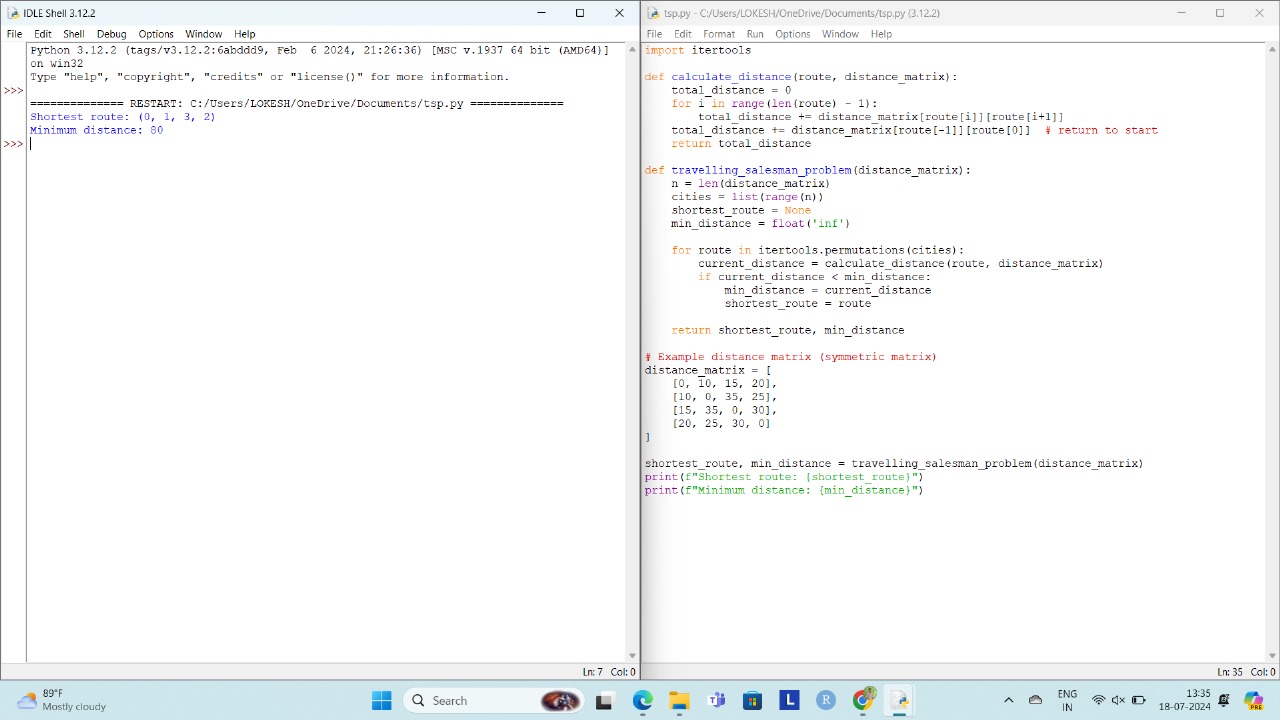 IDLE Shell 3.12.2
File Edit Shell Debug Options Window Help
Python 3.12.2 (tags/v3.12.2:6abddd9, Feb  6 2024, 21:26:36) [MSC v.1937 64 bit (AMD64)]
on win32
Type "help", "copyright", "credits" or "license()" for more information.
>>>
============== RESTART: C:/Users/LOKESH/OneDrive/Documents/tsp.py ==============
Shortest route: (0, 1, 3, 2)
Minimum distance: 80
>>>
Ln: 7 Col: 0
tsp.py - C:/Users/LOKESH/OneDrive/Documents/tsp.py (3.12.2)
File Edit Format Run Options Window Help
import itertools
def calculate_distance(route, distance_matrix):
    total_distance = 0
    for i in range(len(route) - 1):
        total_distance += distance_matrix[route[i]][route[i+1]]
    total_distance += distance_matrix[route[-1]][route[0]]  # return to start
    return total_distance
def travelling_salesman_problem(distance_matrix):
    n = len(distance_matrix)
    cities = list(range(n))
    shortest_route = None
    min_distance = float('inf')
    for route in itertools.permutations(cities):
        current_distance = calculate_distance(route, distance_matrix)
        if current_distance < min_distance:
            min_distance = current_distance
            shortest_route = route
    return shortest_route, min_distance
# Example distance matrix (symmetric matrix)
distance_matrix = [
    [0, 10, 15, 20],
    [10, 0, 35, 25],
    [15, 35, 0, 30],
    [20, 25, 30, 0]
]
shortest_route, min_distance = travelling_salesman_problem(distance_matrix)
print(f"Shortest route: {shortest_route}")
print(f"Minimum distance: {min_distance}")
Ln: 35 Col: 0
89°F
Mostly cloudy
Search
L
R
ENG
IN
13:35
18-07-2024
PRE